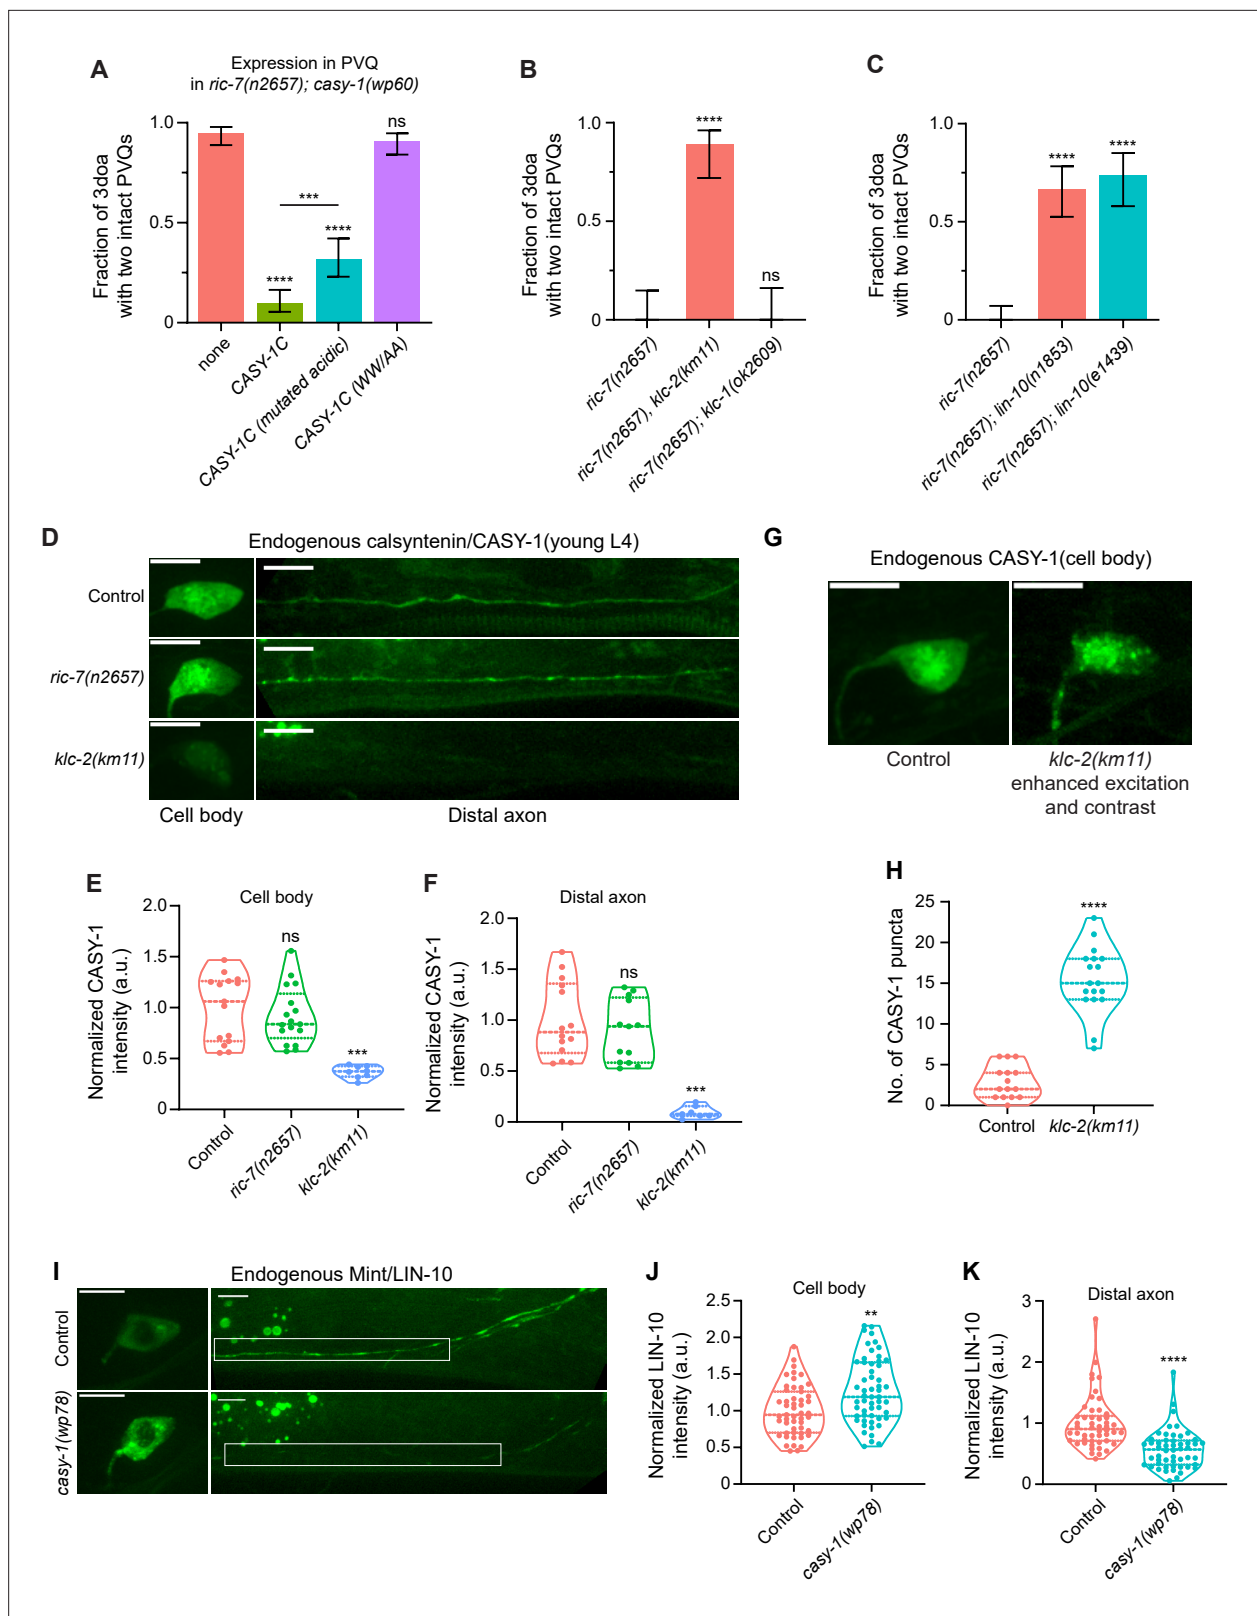 A
Expression in PVQ
in ric-7(n2657); casy-1(wp60)
Fraction of 3doa
with two intact PVQs
1.0
0.5
0
****
***
****
ns
none
CASY-1C
CASY-1C (mutated acidic)
CASY-1C (WW/AA)
B
Fraction of 3doa
with two intact PVQs
1.0
0.5
0
****
ns
ric-7(n2657)
ric-7(n2657), klc-2(km11)
ric-7(n2657); klc-1(ok2609)
C
Fraction of 3doa
with two intact PVQs
1.0
0.5
0
****
****
ric-7(n2657)
ric-7(n2657); lin-10(n1853)
ric-7(n2657); lin-10(e1439)
D
Endogenous calsyntenin/CASY-1(young L4)
Control
ric-7(n2657)
klc-2(km11)
Cell body
Distal axon
G
Endogenous CASY-1(cell body)
Control
klc-2(km11)
enhanced excitation
and contrast
E
Cell body
Normalized CASY-1
intensity (a.u.)
2.0
1.5
1.0
0.5
0
ns
***
Control
ric-7(n2657)
klc-2(km11)
F
Distal axon
Normalized CASY-1
intensity (a.u.)
2.0
1.5
1.0
0.5
0
ns
***
Control
ric-7(n2657)
klc-2(km11)
H
No. of CASY-1 puncta
25
20
15
10
5
0
****
Control
klc-2(km11)
I
Endogenous Mint/LIN-10
Control
casy-1(wp78)
J
Cell body
Normalized LIN-10
intensity (a.u.)
2.5
2.0
1.5
1.0
0.5
0
**
Control
casy-1(wp78)
K
Distal axon
Normalized LIN-10
intensity (a.u.)
3
2
1
0
****
Control
casy-1(wp78)